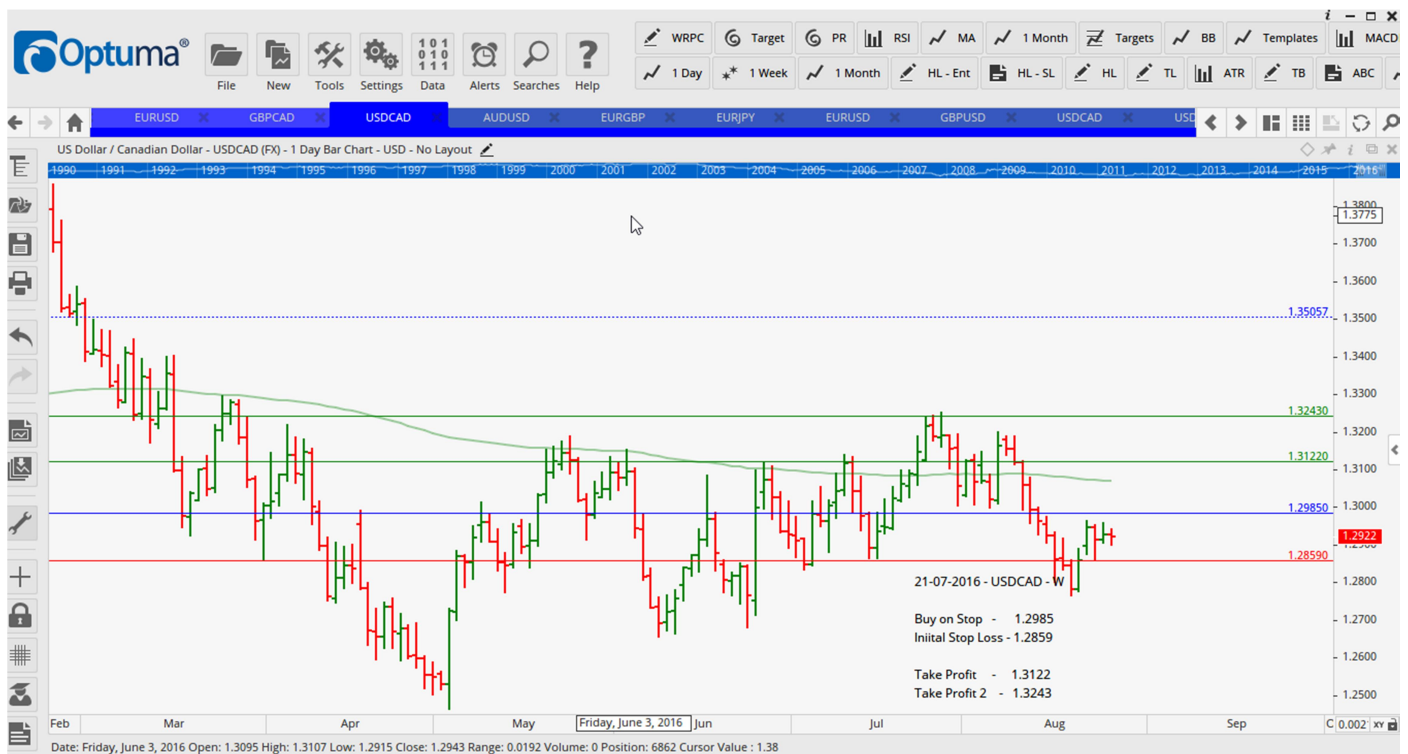 i
Optuma®
File
New
Tools
Settings
101
010
111
Data
Alerts
Searches
Help
WRPC
Target
PR
RSI
MA
1 Month
Targets
BB
Templates
MACD
1 Day
1 Week
1 Month
HL - Ent
HL - SL
HL
TL
ATR
TB
ABC
EURUSD
GBPCAD
USDCAD
AUDUSD
EURGBP
EURJPY
EURUSD
GBPUSD
USDCAD
USD
US Dollar / Canadian Dollar - USDCAD (FX) - 1 Day Bar Chart - USD - No Layout
1990 1991 1992 1993 1994 1995 1996 1997 1998 1999 2000 2001 2002 2003 2004 2005 2006 2007 2008 2009 2010 2011 2012 2013 2014 2015 2016
1.3800
1.3775
1.3700
1.3600
1.35057
1.3500
1.3400
1.3300
1.32430
1.3200
1.31220
1.3100
1.29850
1.3000
1.2922
1.2900
1.28590
1.2800
1.2700
1.2600
1.2500
21-07-2016 - USDCAD - W
Buy on Stop - 1.2985
Iniital Stop Loss - 1.2859
Take Profit - 1.3122
Take Profit 2 - 1.3243
Feb Mar Apr May Friday, June 3, 2016 Jun Jul Aug Sep
0.002 XY
Date: Friday, June 3, 2016 Open: 1.3095 High: 1.3107 Low: 1.2915 Close: 1.2943 Range: 0.0192 Volume: 0 Position: 6862 Cursor Value : 1.38